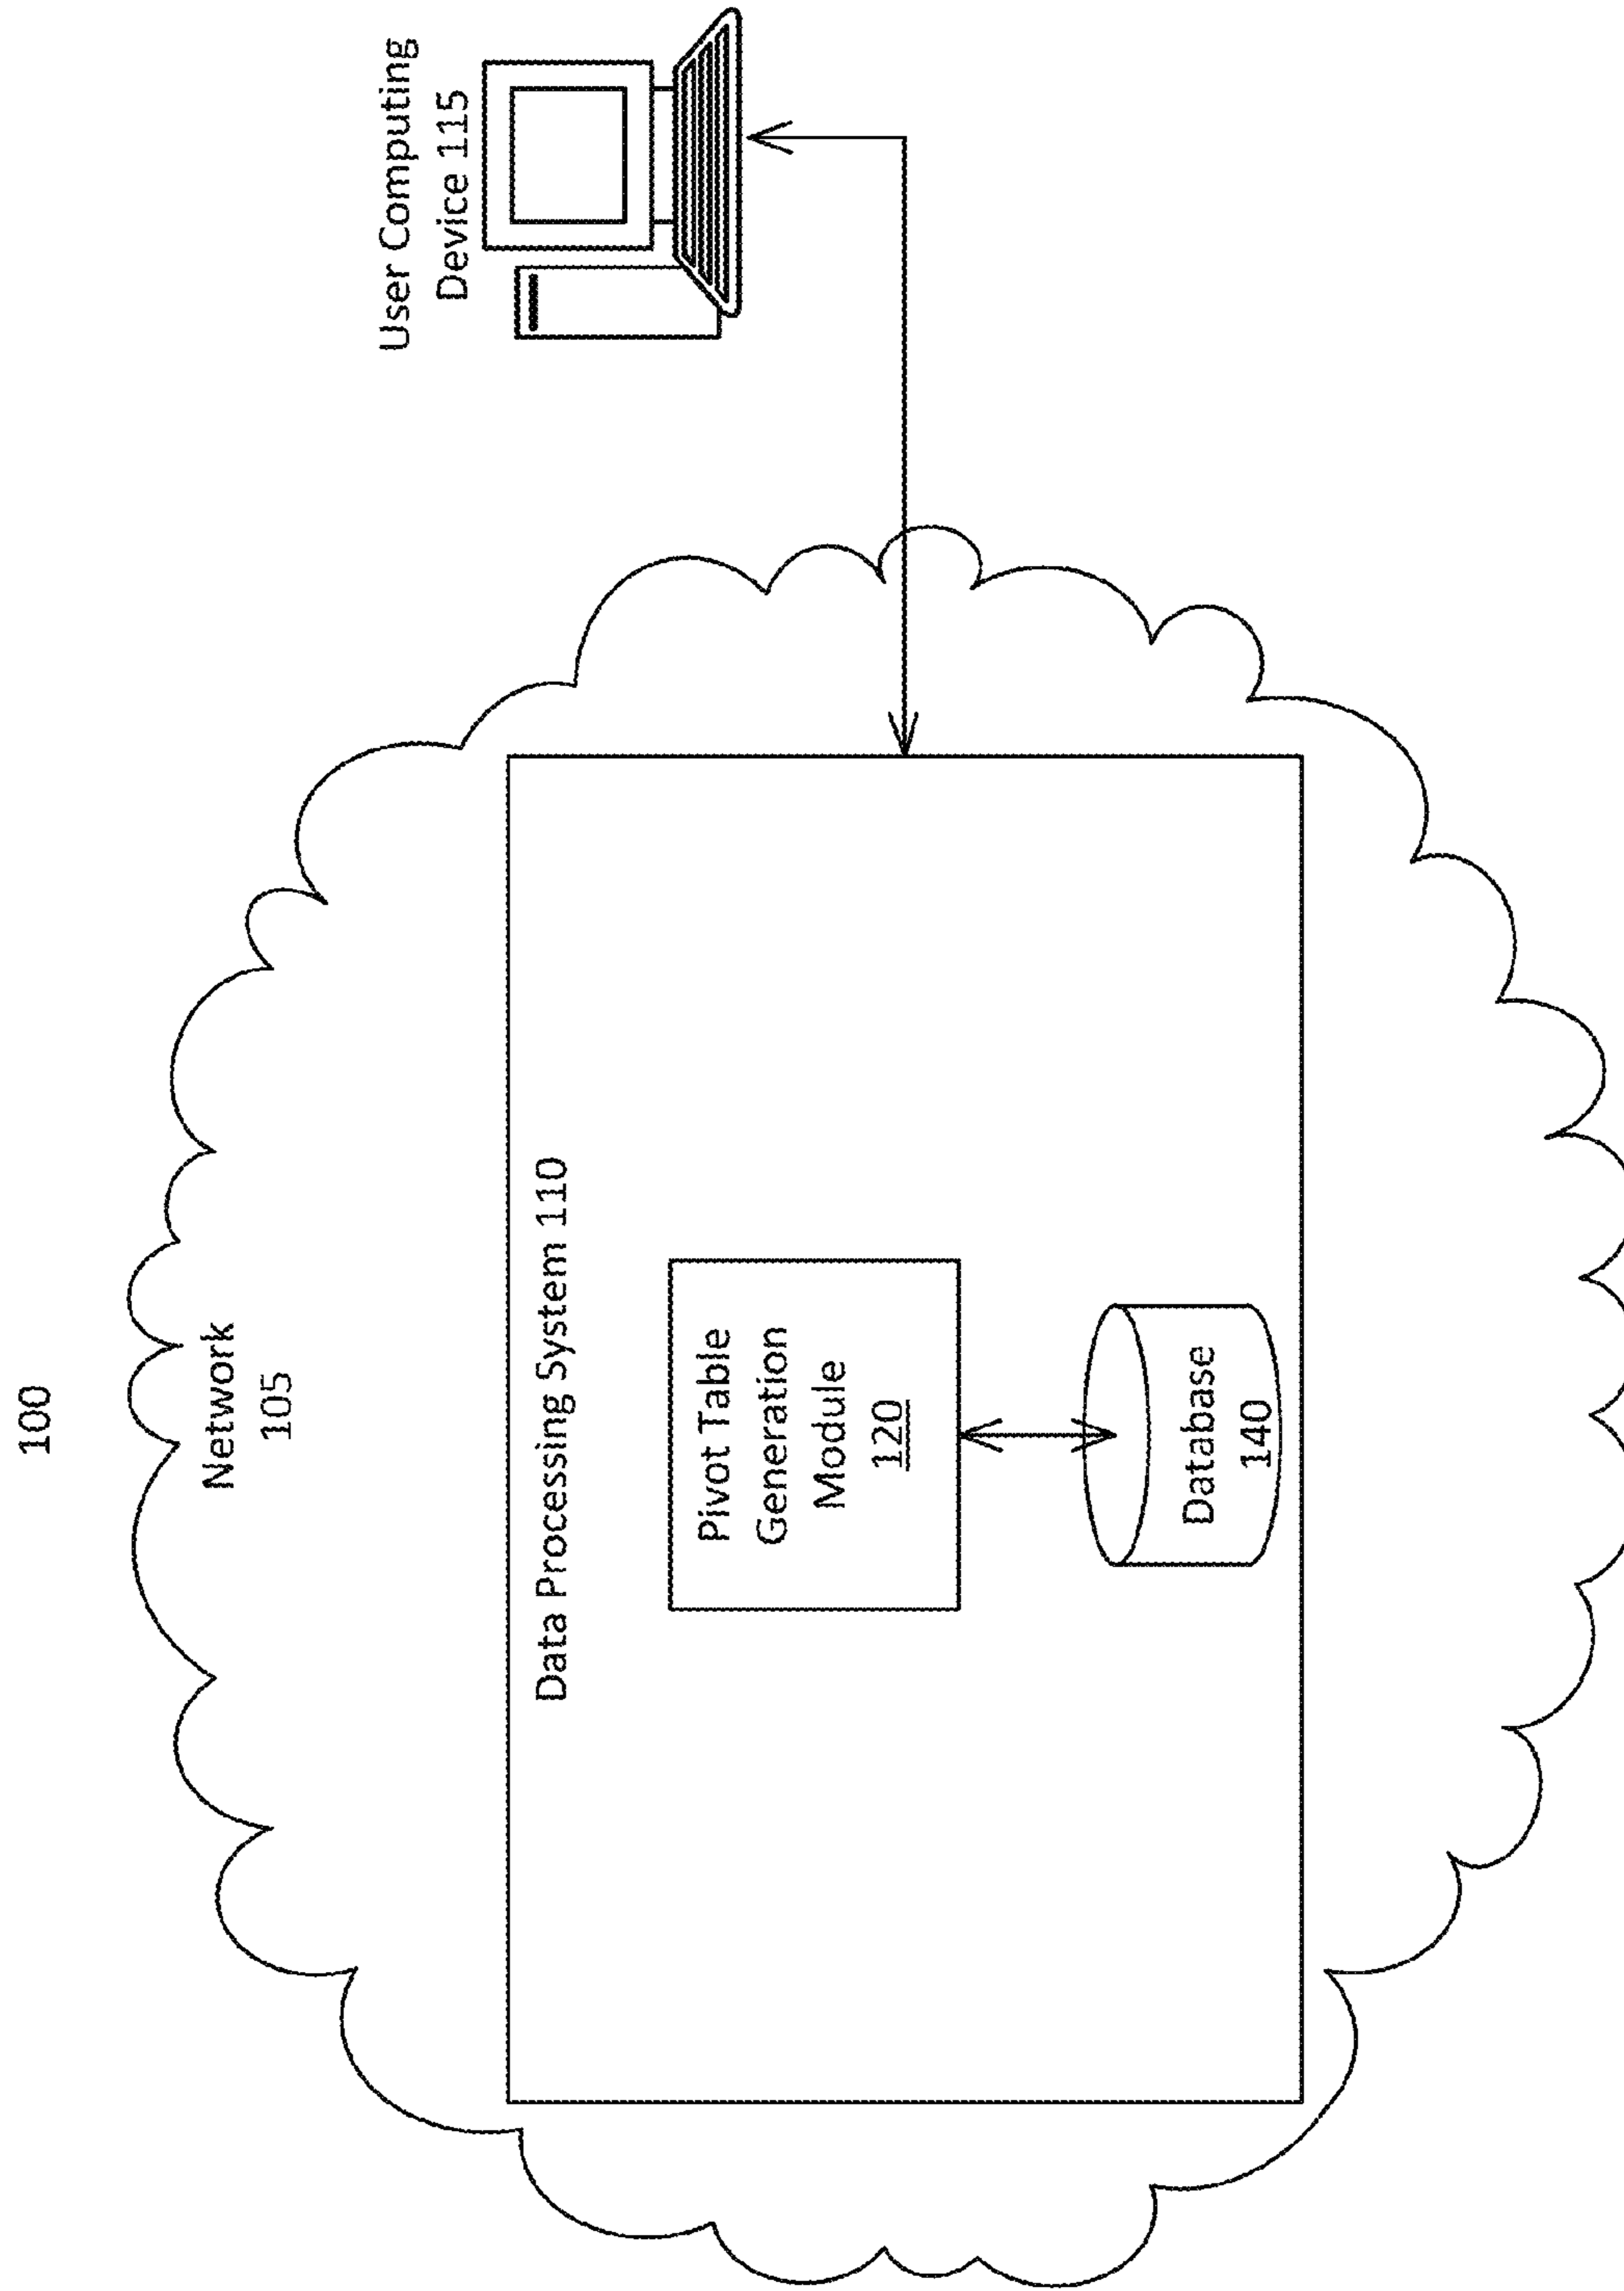 100
Network
105
User Computing
Device 115
Data Processing System 110
Pivot Table
Generation
Module
120
Database
140